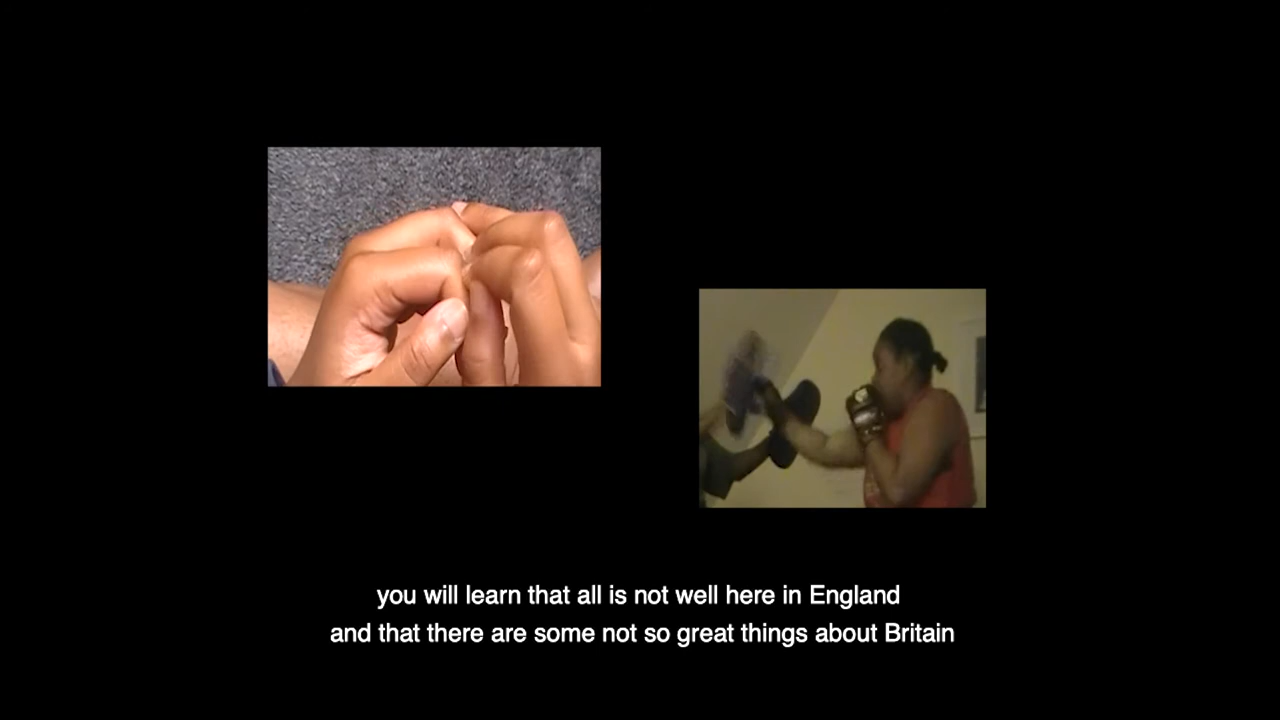 you will learn that all is not well here in England
and that there are some not so great things about Britain